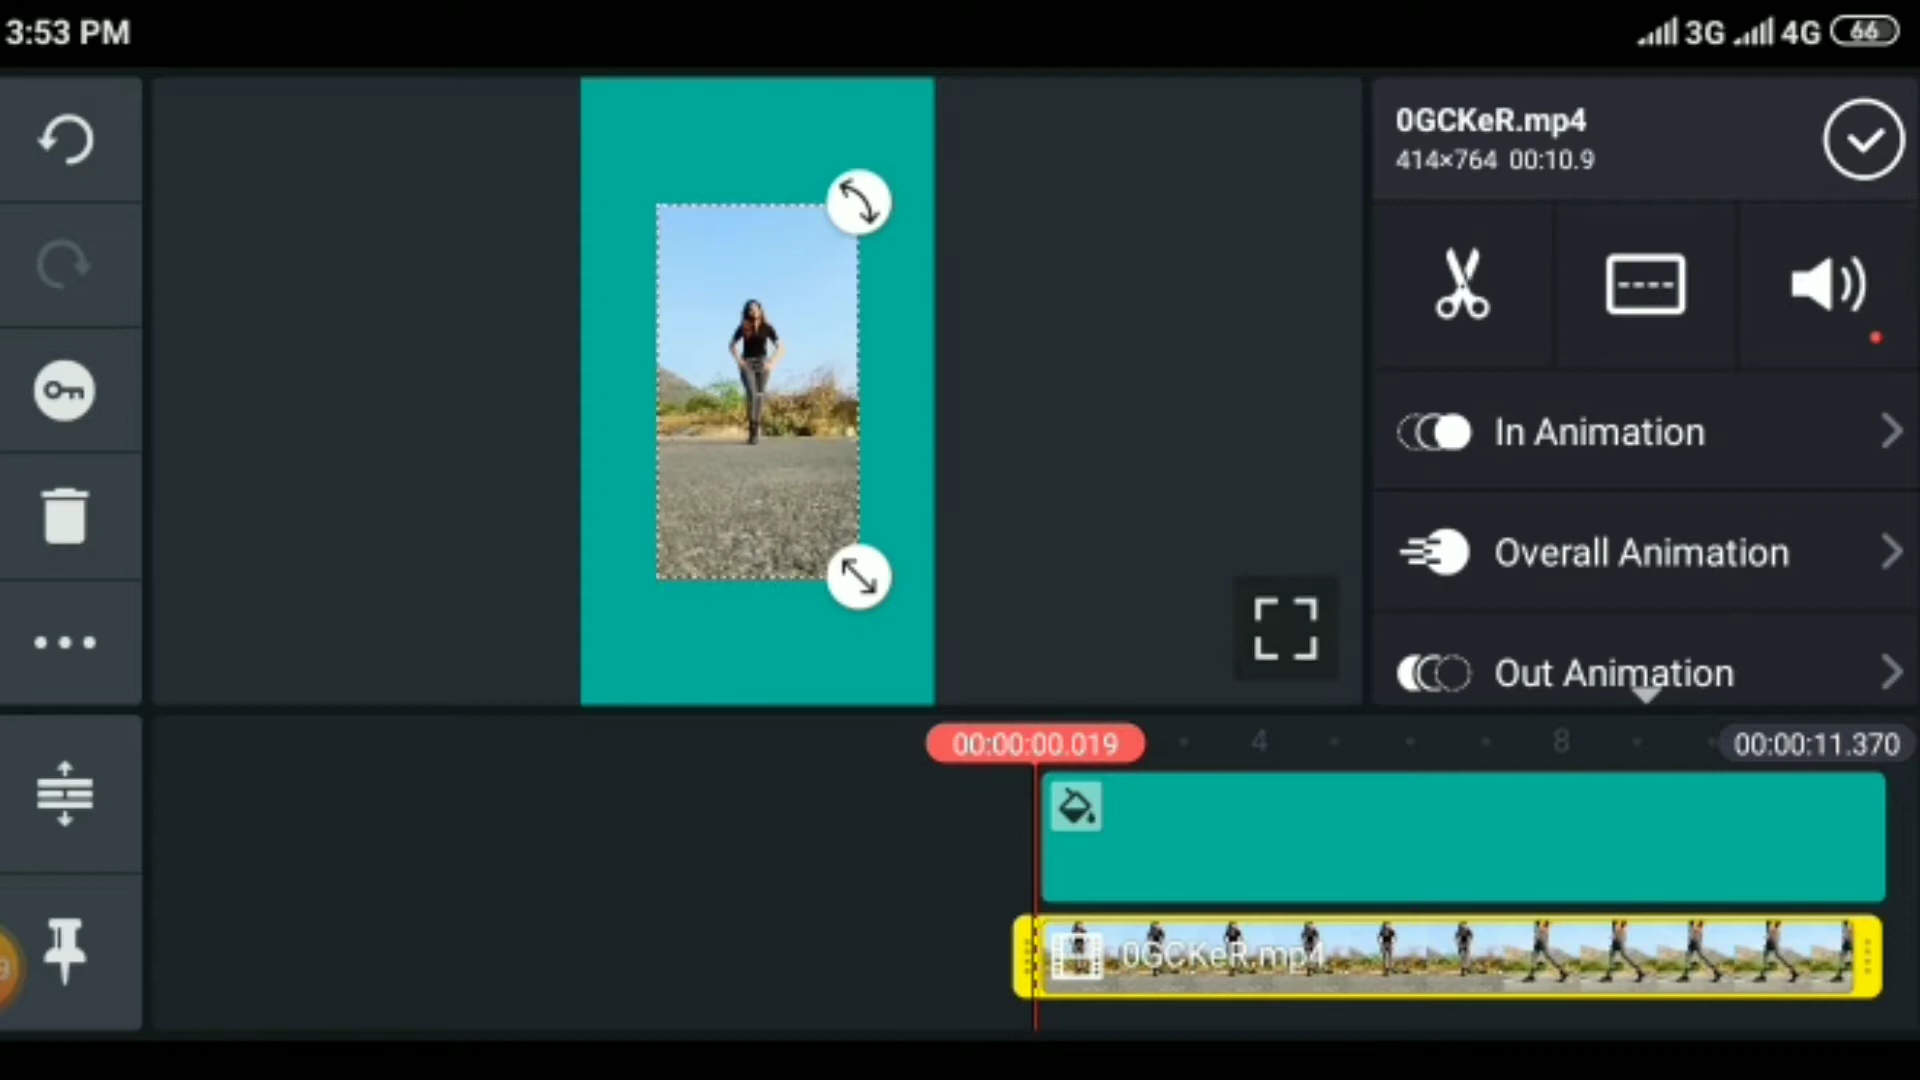 3:53 PM
3G 4G 66
0GCKeR.mp4
414×764 00:10.9
In Animation
Overall Animation
Out Animation
00:00:00.019
4
8
00:00:11.370
0GCKeR.mp4